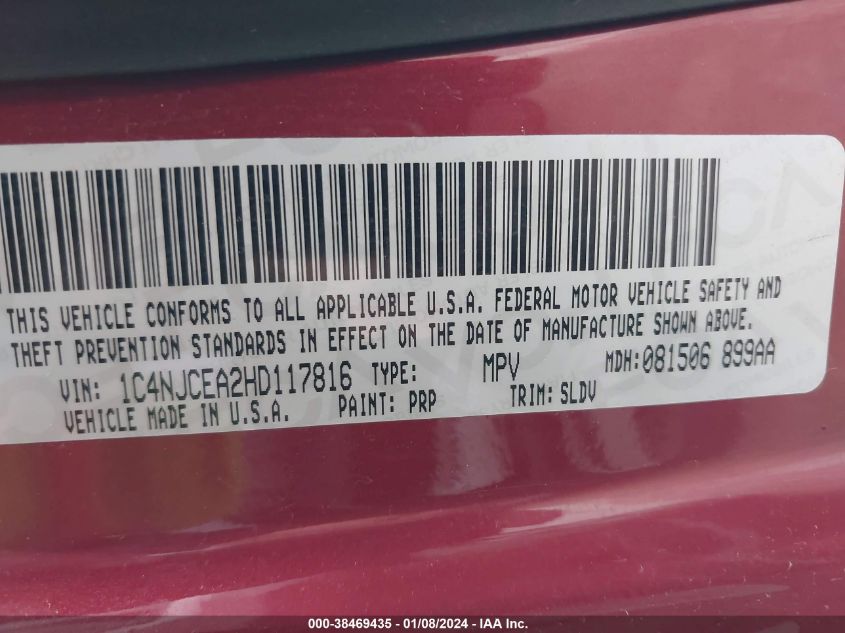 THIS VEHICLE CONFORMS TO ALL APPLICABLE U.S.A. FEDERAL MOTOR VEHICLE SAFETY AND
THEFT PREVENTION STANDARDS IN EFFECT ON THE DATE OF MANUFACTURE SHOWN ABOVE.
VIN: 1C4NJCEA2HD117816 TYPE: MPV MDH:081506 899AA
VEHICLE MADE IN U.S.A. PAINT: PRP TRIM: SLDV
000-38469435 - 01/08/2024 - IAA Inc.